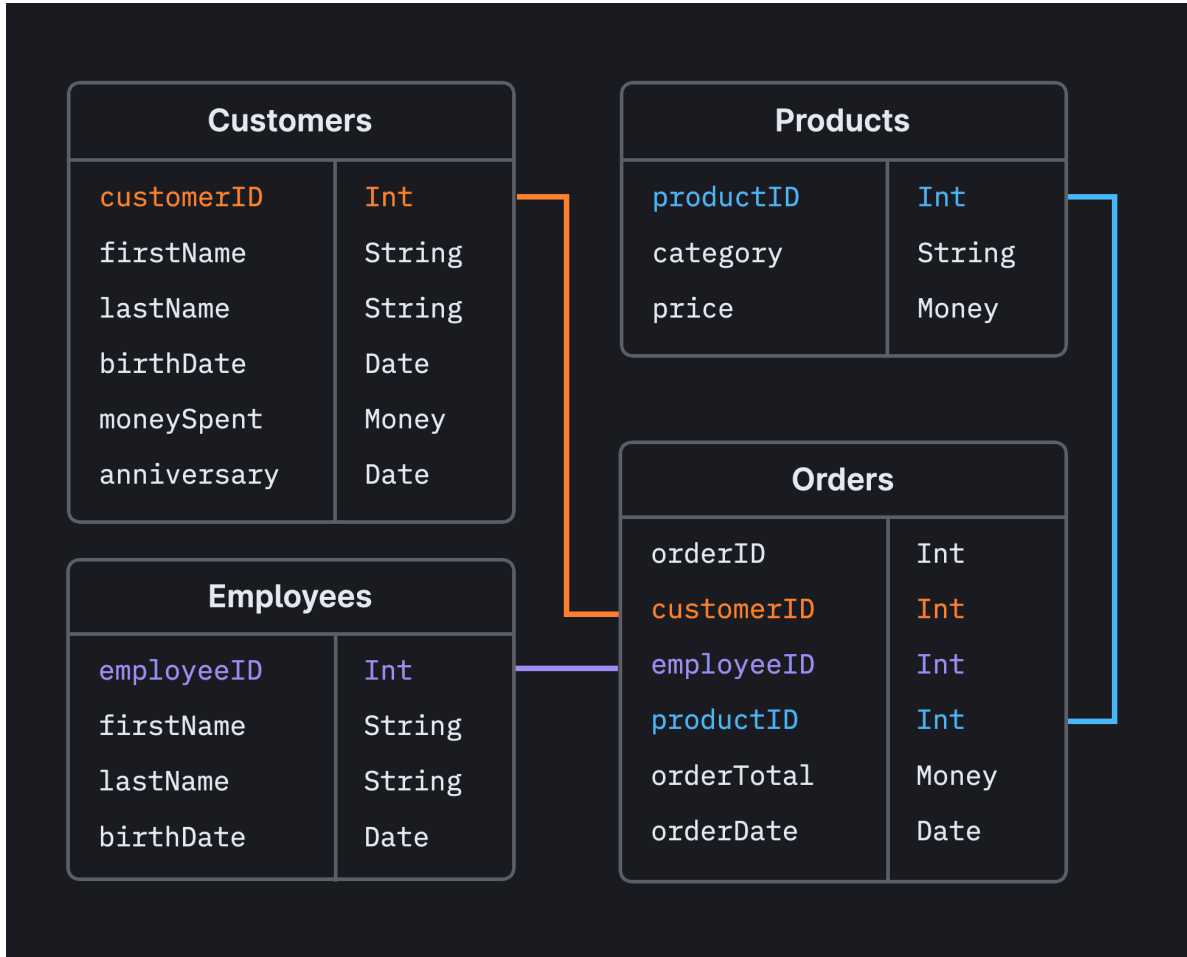 Customers
customerID Int
firstName String
lastName String
birthDate Date
moneySpent Money
anniversary Date
Products
productID Int
category String
price Money
Employees
employeeID Int
firstName String
lastName String
birthDate Date
Orders
orderID Int
customerID Int
employeeID Int
productID Int
orderTotal Money
orderDate Date